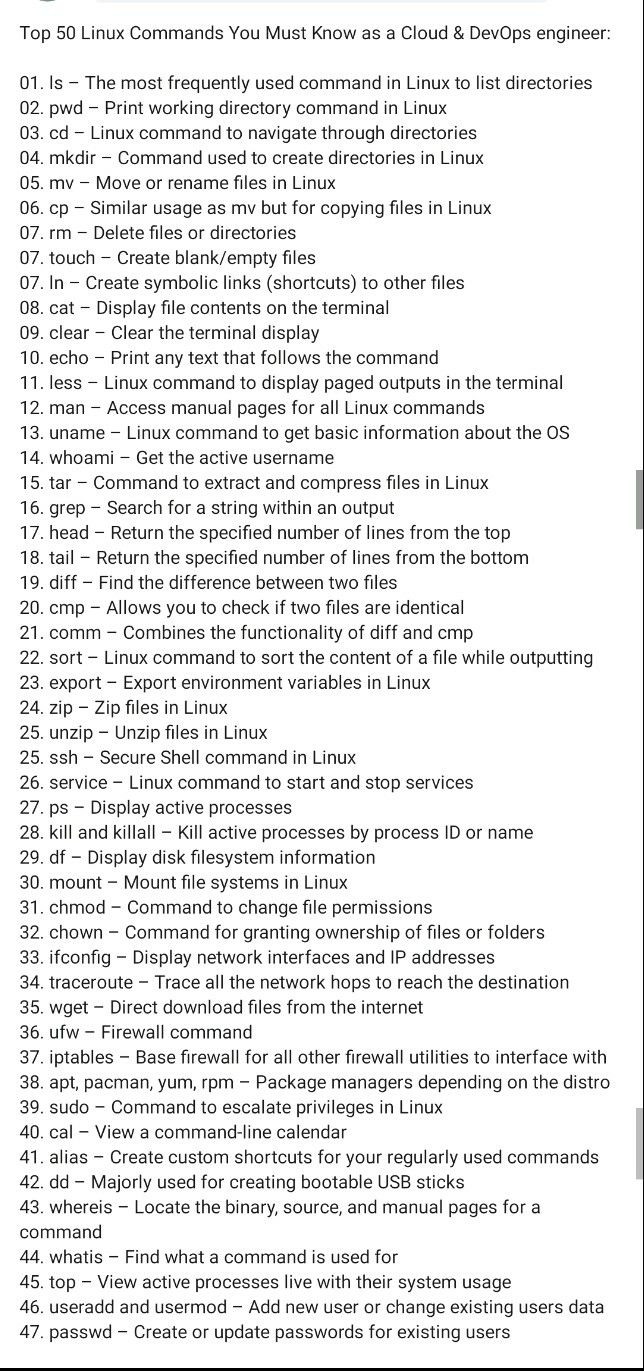 Top 50 Linux Commands You Must Know as a Cloud & DevOps engineer:
01. ls – The most frequently used command in Linux to list directories
02. pwd – Print working directory command in Linux
03. cd – Linux command to navigate through directories
04. mkdir – Command used to create directories in Linux
05. mv – Move or rename files in Linux
06. cp – Similar usage as mv but for copying files in Linux
07. rm – Delete files or directories
07. touch – Create blank/empty files
07. ln – Create symbolic links (shortcuts) to other files
08. cat – Display file contents on the terminal
09. clear – Clear the terminal display
10. echo – Print any text that follows the command
11. less – Linux command to display paged outputs in the terminal
12. man – Access manual pages for all Linux commands
13. uname – Linux command to get basic information about the OS
14. whoami – Get the active username
15. tar – Command to extract and compress files in Linux
16. grep – Search for a string within an output
17. head – Return the specified number of lines from the top
18. tail – Return the specified number of lines from the bottom
19. diff – Find the difference between two files
20. cmp – Allows you to check if two files are identical
21. comm – Combines the functionality of diff and cmp
22. sort – Linux command to sort the content of a file while outputting
23. export – Export environment variables in Linux
24. zip – Zip files in Linux
25. unzip – Unzip files in Linux
25. ssh – Secure Shell command in Linux
26. service – Linux command to start and stop services
27. ps – Display active processes
28. kill and killall – Kill active processes by process ID or name
29. df – Display disk filesystem information
30. mount – Mount file systems in Linux
31. chmod – Command to change file permissions
32. chown – Command for granting ownership of files or folders
33. ifconfig – Display network interfaces and IP addresses
34. traceroute – Trace all the network hops to reach the destination
35. wget – Direct download files from the internet
36. ufw – Firewall command
37. iptables – Base firewall for all other firewall utilities to interface with
38. apt, pacman, yum, rpm – Package managers depending on the distro
39. sudo – Command to escalate privileges in Linux
40. cal – View a command-line calendar
41. alias – Create custom shortcuts for your regularly used commands
42. dd – Majorly used for creating bootable USB sticks
43. whereis – Locate the binary, source, and manual pages for a
command
44. whatis – Find what a command is used for
45. top – View active processes live with their system usage
46. useradd and usermod – Add new user or change existing users data
47. passwd – Create or update passwords for existing users